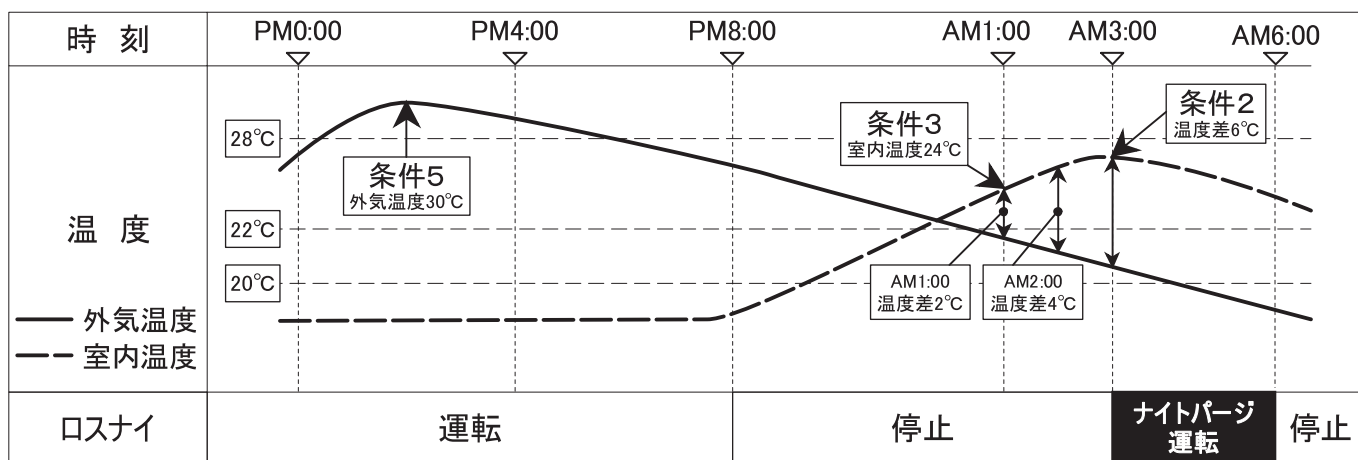 時 刻
PM0:00
PM4:00
PM8:00
AM1:00
AM3:00
AM6:00
温 度
28℃
22℃
20℃
条件5
外気温度30℃
条件3
室内温度24℃
条件2
温度差6℃
AM1:00
温度差2℃
AM2:00
温度差4℃
外気温度
室内温度
ロスナイ
運転
停止
ナイトパージ
運転
停止